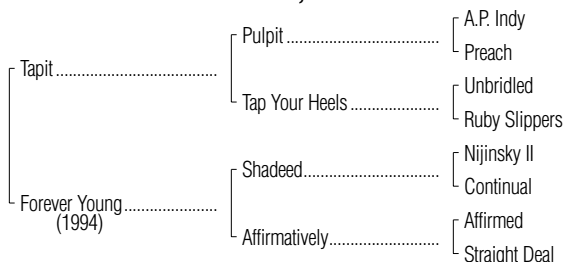 A.P. Indy
Pulpit
Preach
Tapit
Unbridled
Tap Your Heels
Ruby Slippers
Nijinsky II
Shadeed
Continual
Forever Young
(1994)
Affirmed
Affirmatively
Straight Deal